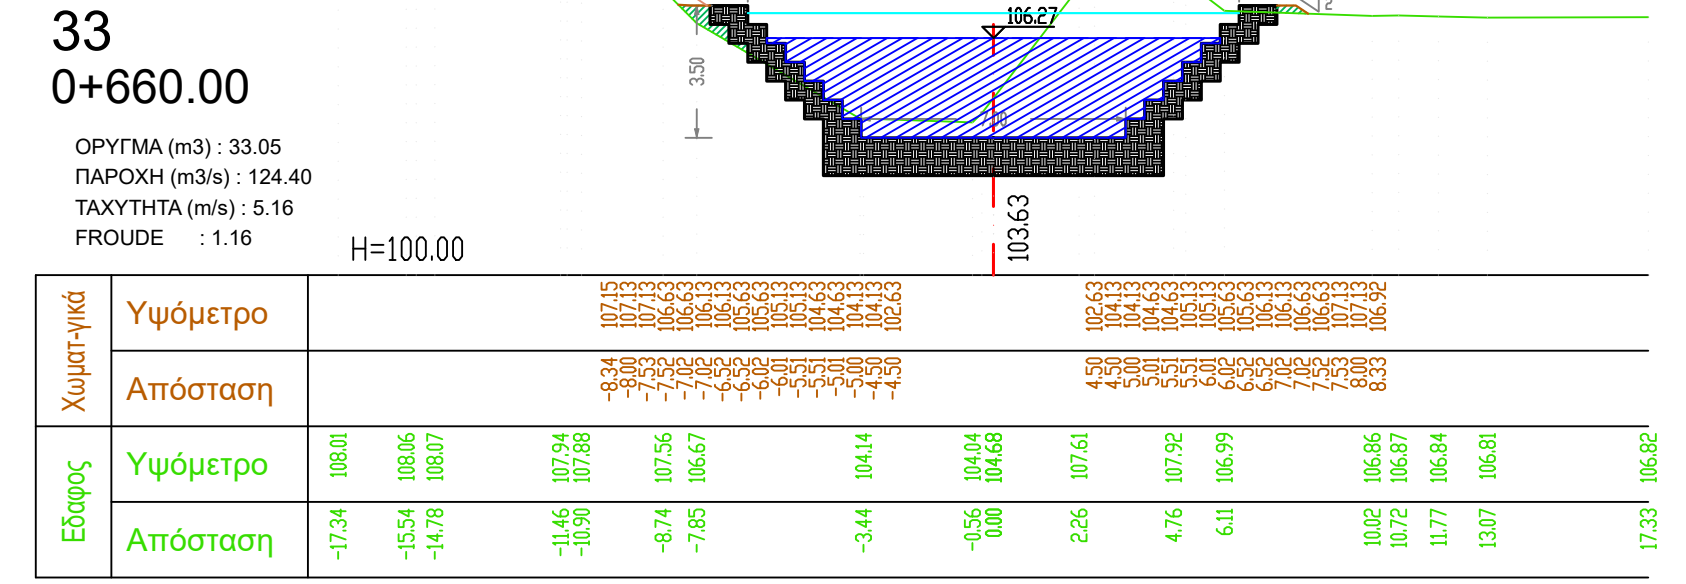 33
0+660.00
ΟΡΥΓΜΑ (m3) : 33.05
ΠΑΡΟΧΗ (m3/s) : 124.40
ΤΑΧΥΤΗΤΑ (m/s) : 5.16
FROUDE : 1.16
H=100.00
3.50
106.27
2
103.63
Χωματ-γικά
Υψόμετρο
107.15 107.13 107.13 106.63 106.63 106.13 106.13 105.63 105.63 105.13 105.13 104.63 104.63 104.13 104.13 102.63 102.63 104.13 104.13 104.63 104.63 105.13 105.13 105.63 105.63 106.13 106.13 106.63 106.63 107.13 107.13 106.92
Απόσταση
-8.34 -8.00 -7.53 -7.52 -7.02 -7.02 -6.52 -6.52 -6.02 -6.01 -5.51 -5.51 -5.01 -5.00 -4.50 -4.50 4.50 4.50 5.00 5.01 5.51 5.51 6.01 6.02 6.52 6.52 7.02 7.02 7.52 7.53 8.00 8.33
Εδαφος
Υψόμετρο
108.01 108.06 108.07 107.94 107.88 107.56 106.67 104.14 104.04 104.68 107.61 107.92 106.99 106.86 106.87 106.84 106.81 106.82
Απόσταση
-17.34 -15.54 -14.78 -11.46 -10.90 -8.74 -7.85 -3.44 -0.56 0.00 2.26 4.76 6.11 10.02 10.72 11.77 13.07 17.33